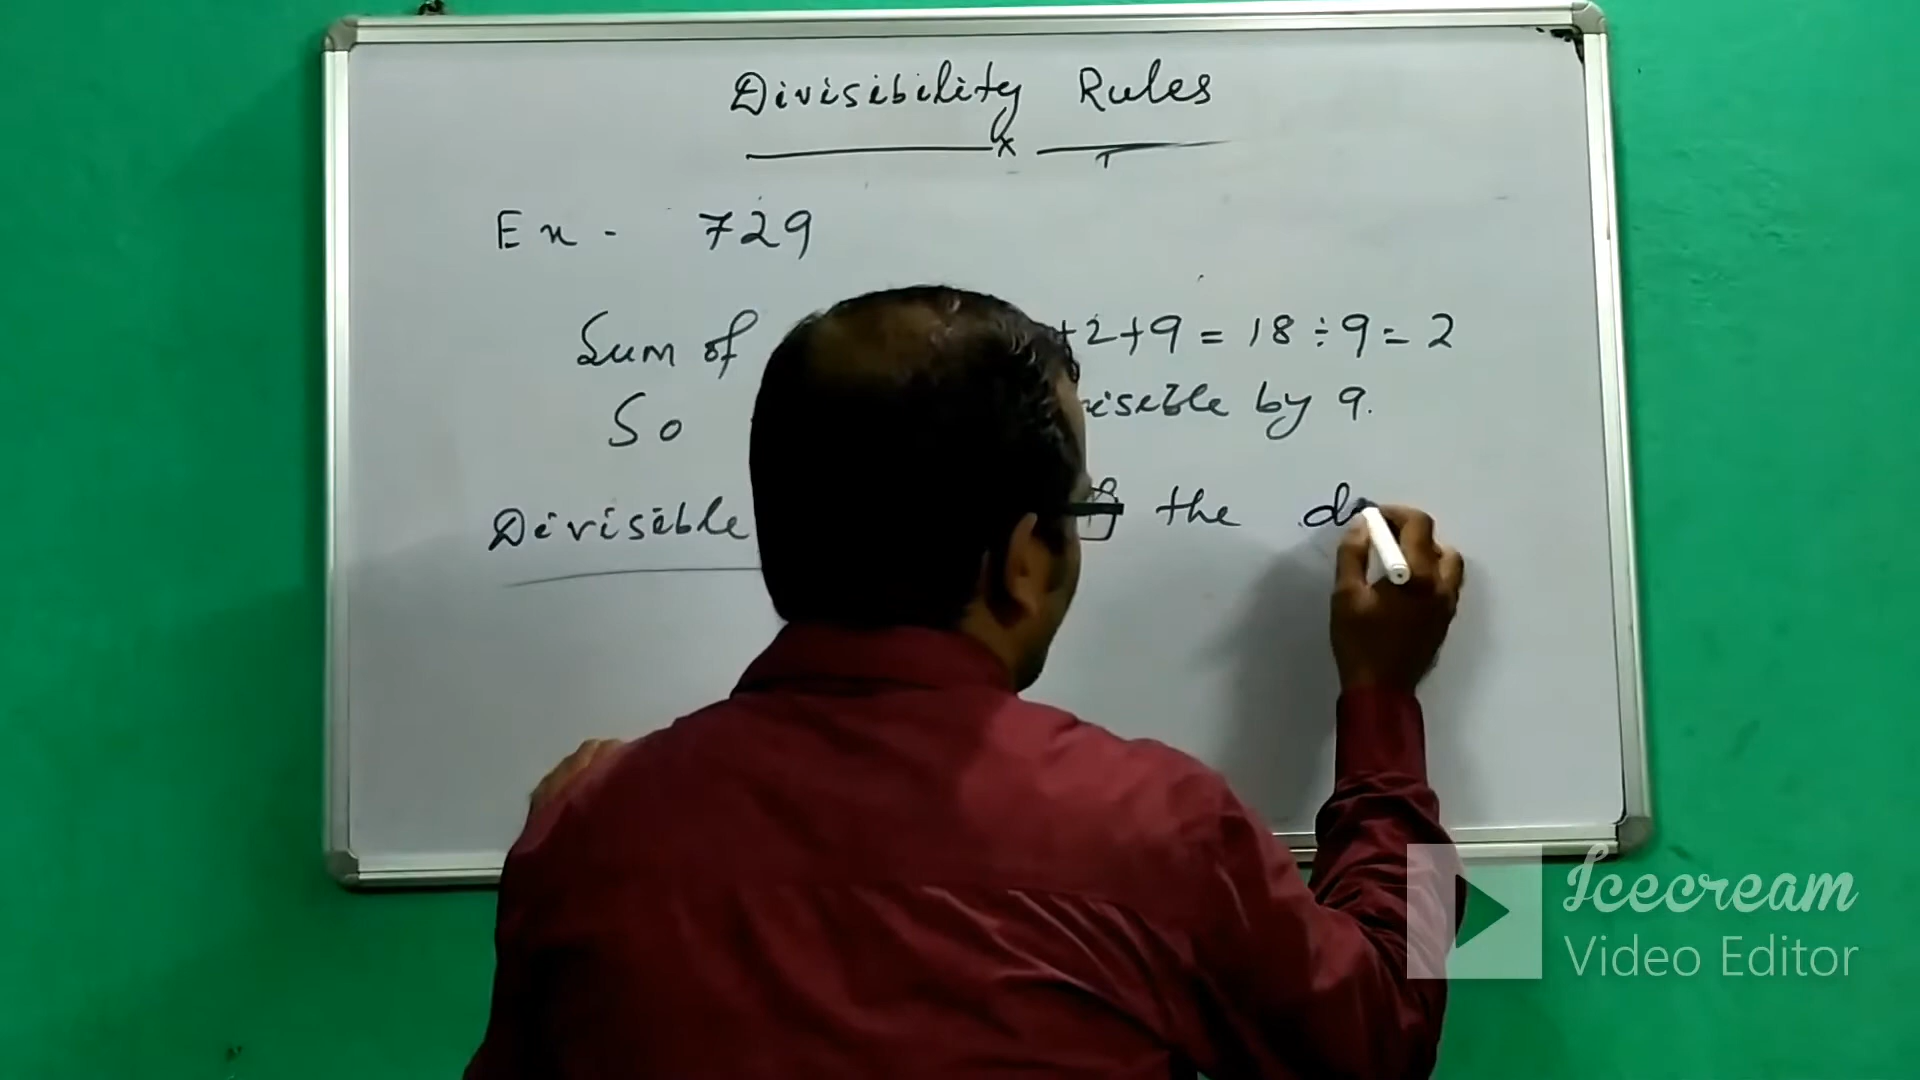 Divisibility Rules
x
Ex - 729
Sum of +2+9 = 18 ÷ 9 = 2
So by 9.
Divisible the
Icecream
Video Editor